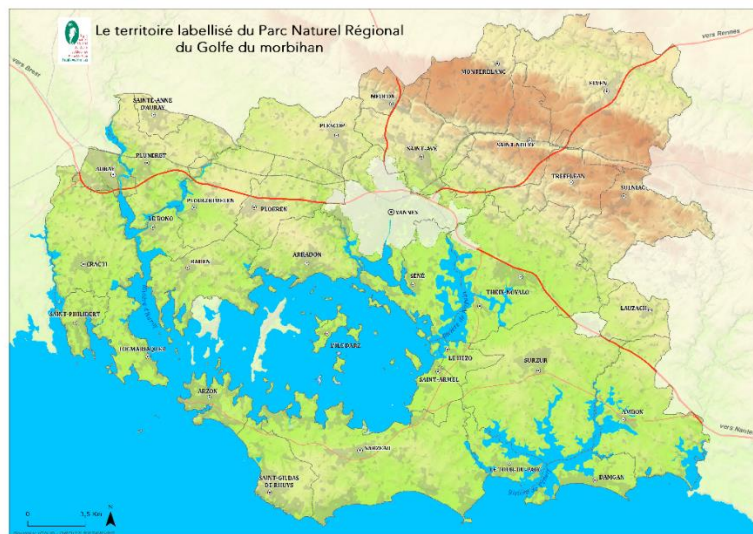 Le territoire labellisé du Parc Naturel Régional
du Golfe du morbihan
vers Rennes
vers Brest
MONTERBLANC
ELVEN
MEUCON
SAINTE-ANNE
D'AURAY
PLESCOP
SAINT-AVÉ
SAINT-NOLFF
PLUMERGAT
AURAY
TREFFLÉAN
SULNIAC
PLOUGOUMELEN
PLOEREN
VANNES
LE BONO
CRACH
BADEN
ARRADON
SÉNÉ
THEIX-NOYALO
LAUZACH
SAINT-PHILIBERT
LOCMARIAQUER
L'ILE D'ARZ
LE HEZO
SURZUR
SAINT-ARMEL
ARZON
AMBON
vers Nantes
SARZEAU
LE TOUR-DU-PARC
DAMGAN
SAINT-GILDAS
DE RHUYS
0 3,5 Km
N